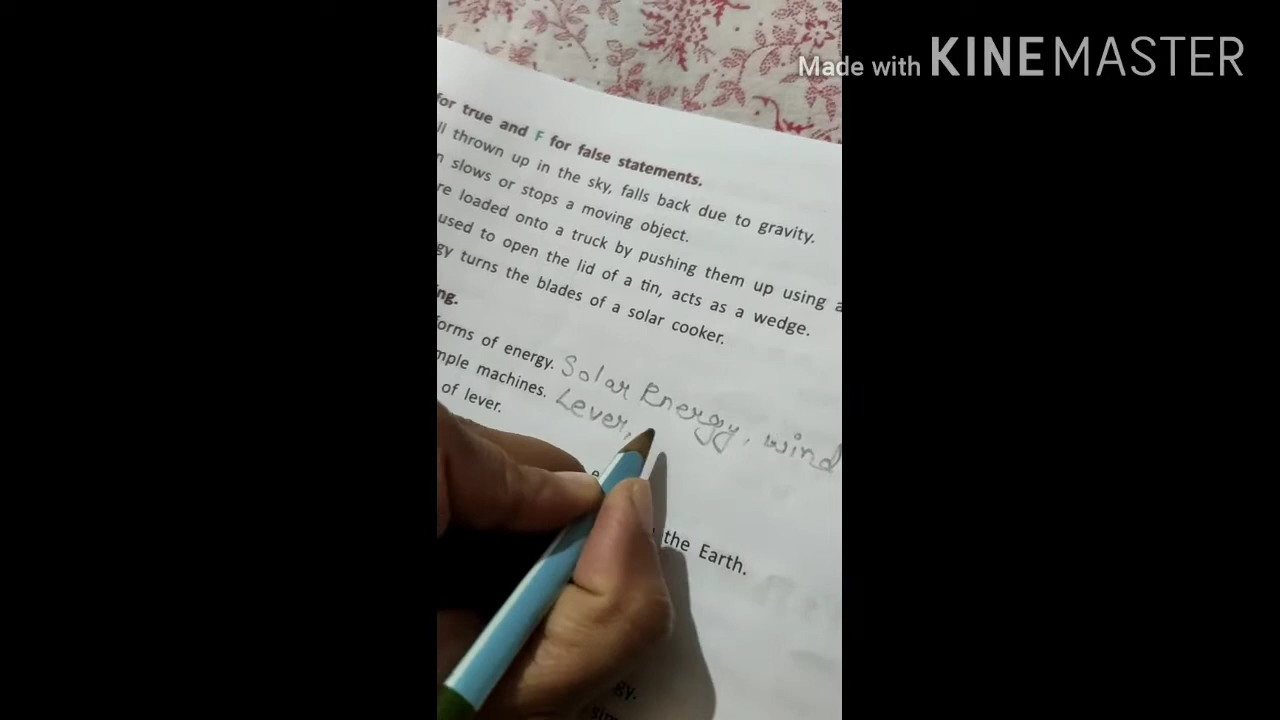 Made with KINEMASTER
for true and F for false statements.
ll thrown up in the sky, falls back due to gravity.
n slows or stops a moving object.
re loaded onto a truck by pushing them up using a
used to open the lid of a tin, acts as a wedge.
gy turns the blades of a solar cooker.
ng.
forms of energy. Solar Energy, wind
mple machines. Lever,
of lever.
the Earth.
gy.